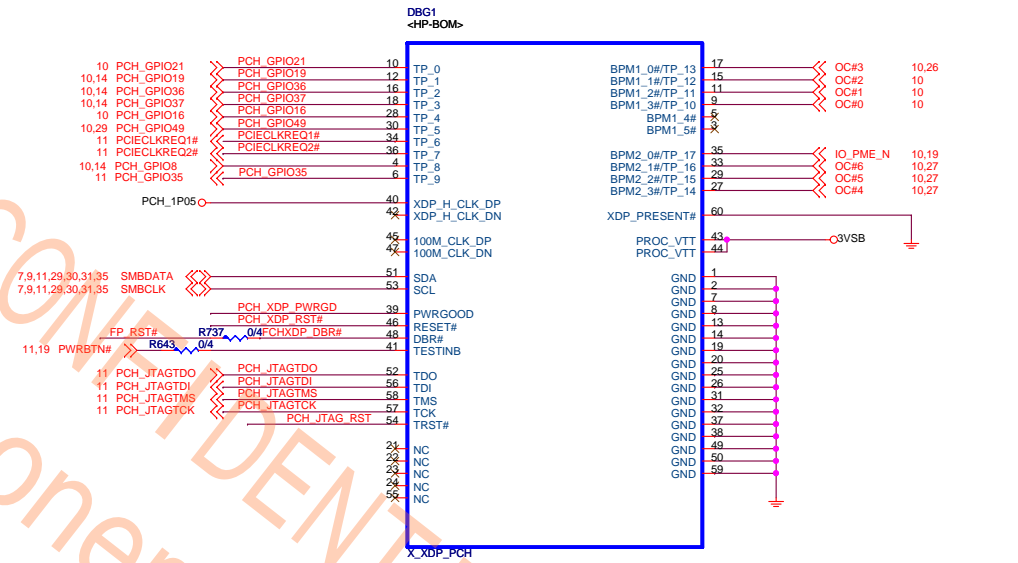 DBG1
<HP-BOM>
10 PCH_GPIO21 PCH_GPIO21 10 TP_0 BPM1_0#/TP_13 17 OC#3 10,26
10,14 PCH_GPIO19 PCH_GPIO19 12 TP_1 BPM1_1#/TP_12 15 OC#2 10
10,14 PCH_GPIO36 PCH_GPIO36 16 TP_2 BPM1_2#/TP_11 11 OC#1 10
10,14 PCH_GPIO37 PCH_GPIO37 18 TP_3 BPM1_3#/TP_10 9 OC#0 10
10 PCH_GPIO16 PCH_GPIO16 28 TP_4 BPM1_4# 5
10,29 PCH_GPIO49 PCH_GPIO49 30 TP_5 BPM1_5# 3
11 PCIECLKREQ1# PCIECLKREQ1# 34 TP_6
11 PCIECLKREQ2# PCIECLKREQ2# 36 TP_7 BPM2_0#/TP_17 35 IO_PME_N 10,19
10,14 PCH_GPIO8 4 TP_8 BPM2_1#/TP_16 33 OC#6 10,27
11 PCH_GPIO35 PCH_GPIO35 6 TP_9 BPM2_2#/TP_15 29 OC#5 10,27
BPM2_3#/TP_14 27 OC#4 10,27
PCH_1P05 40 XDP_H_CLK_DP
42 XDP_H_CLK_DN XDP_PRESENT# 60
45 100M_CLK_DP PROC_VTT 43 3VSB
47 100M_CLK_DN PROC_VTT 44
7,9,11,29,30,31,35 SMBDATA 51 SDA GND 1
7,9,11,29,30,31,35 SMBCLK 53 SCL GND 2
GND 7
PCH_XDP_PWRGD 39 PWRGOOD GND 8
PCH_XDP_RST# 46 RESET# GND 13
FP_RST# R737 0/4 FCHXDP_DBR# 48 DBR# GND 14
11,19 PWRBTN# R643 0/4 41 TESTINB GND 19
GND 20
11 PCH_JTAGTDO PCH_JTAGTDO 52 TDO GND 25
11 PCH_JTAGTDI PCH_JTAGTDI 56 TDI GND 26
11 PCH_JTAGTMS PCH_JTAGTMS 58 TMS GND 31
11 PCH_JTAGTCK PCH_JTAGTCK 57 TCK GND 32
PCH_JTAG_RST 54 TRST# GND 37
GND 38
21 NC GND 49
22 NC GND 50
23 NC GND 59
24 NC
55 NC
X_XDP_PCH
CONFIDENT
oner